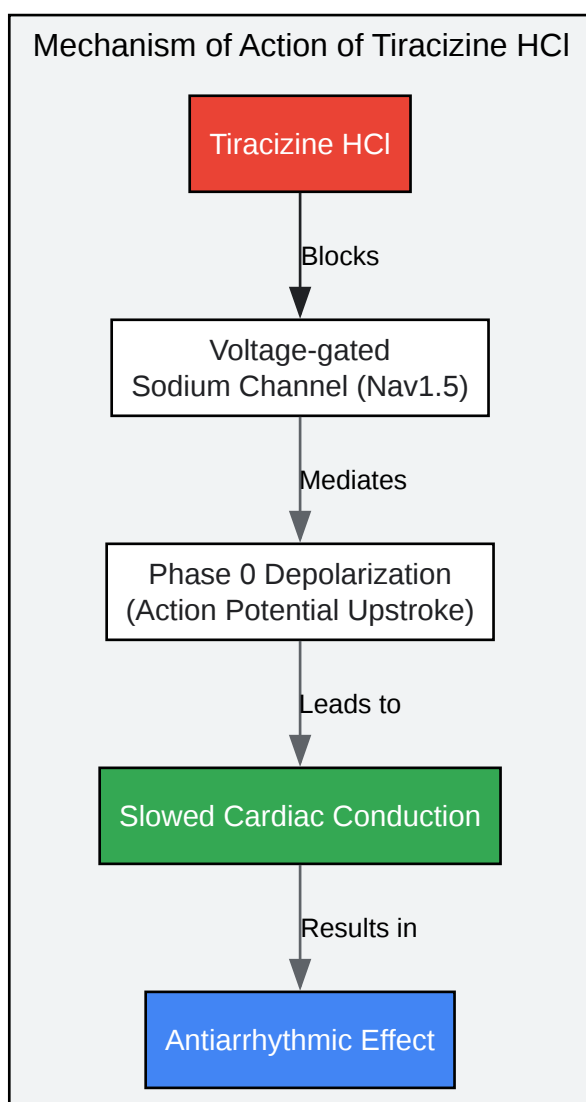 Mechanism of Action of Tiracizine HCl
Tiracizine HCl
Blocks
Voltage-gated
Sodium Channel (Nav1.5)
Mediates
Phase 0 Depolarization
(Action Potential Upstroke)
Leads to
Slowed Cardiac Conduction
Results in
Antiarrhythmic Effect